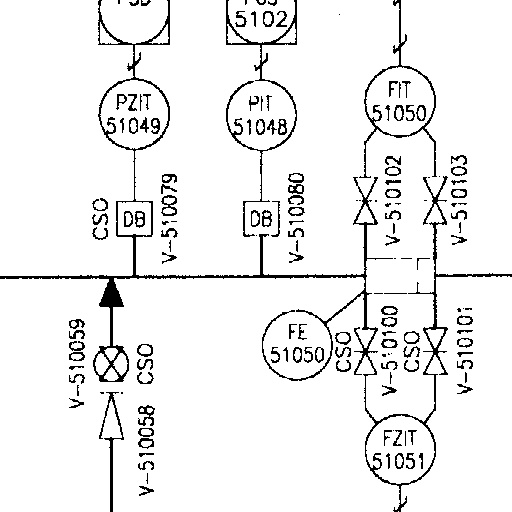 5102
PZIT
51049
PIT
51048
FIT
51050
CSO
DB
V-510079
DB
V-510080
V-510102
V-510103
V-510059
CSO
V-510058
FE
51050
CSO
V-510100
CSO
V-510101
FZIT
51051